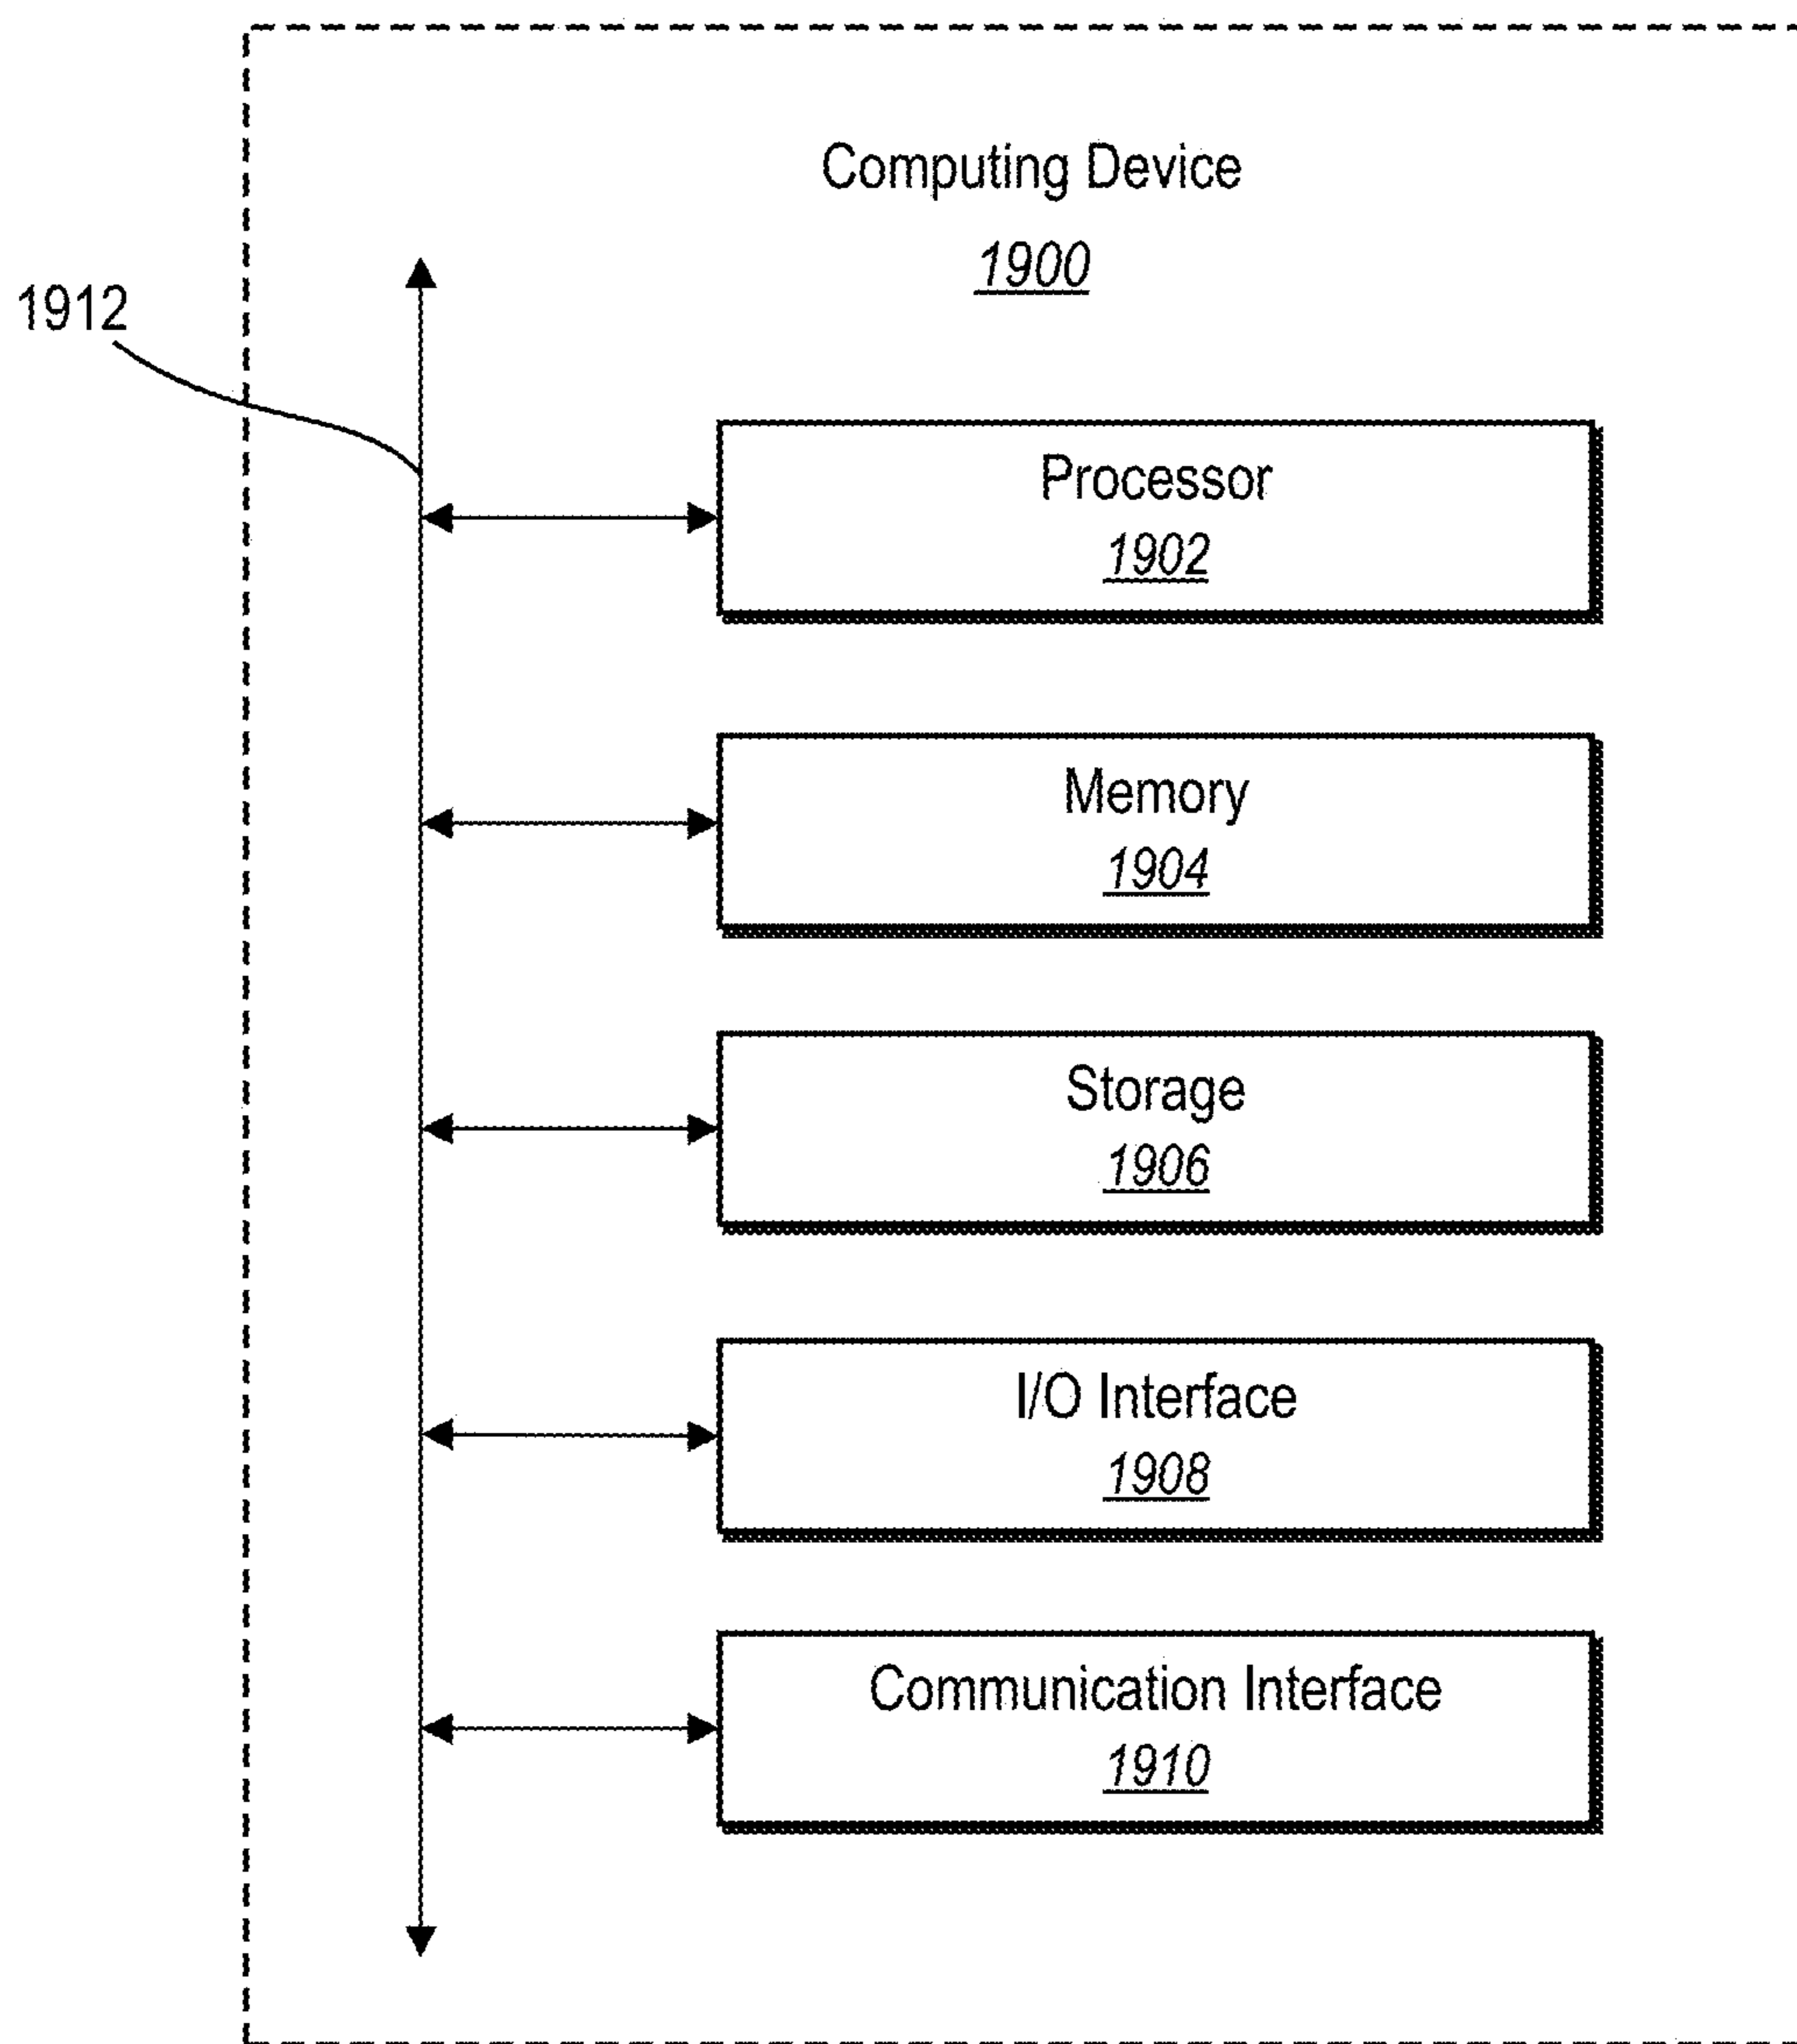 Computing Device
1900
1912
Processor
1902
Memory
1904
Storage
1906
I/O Interface
1908
Communication Interface
1910